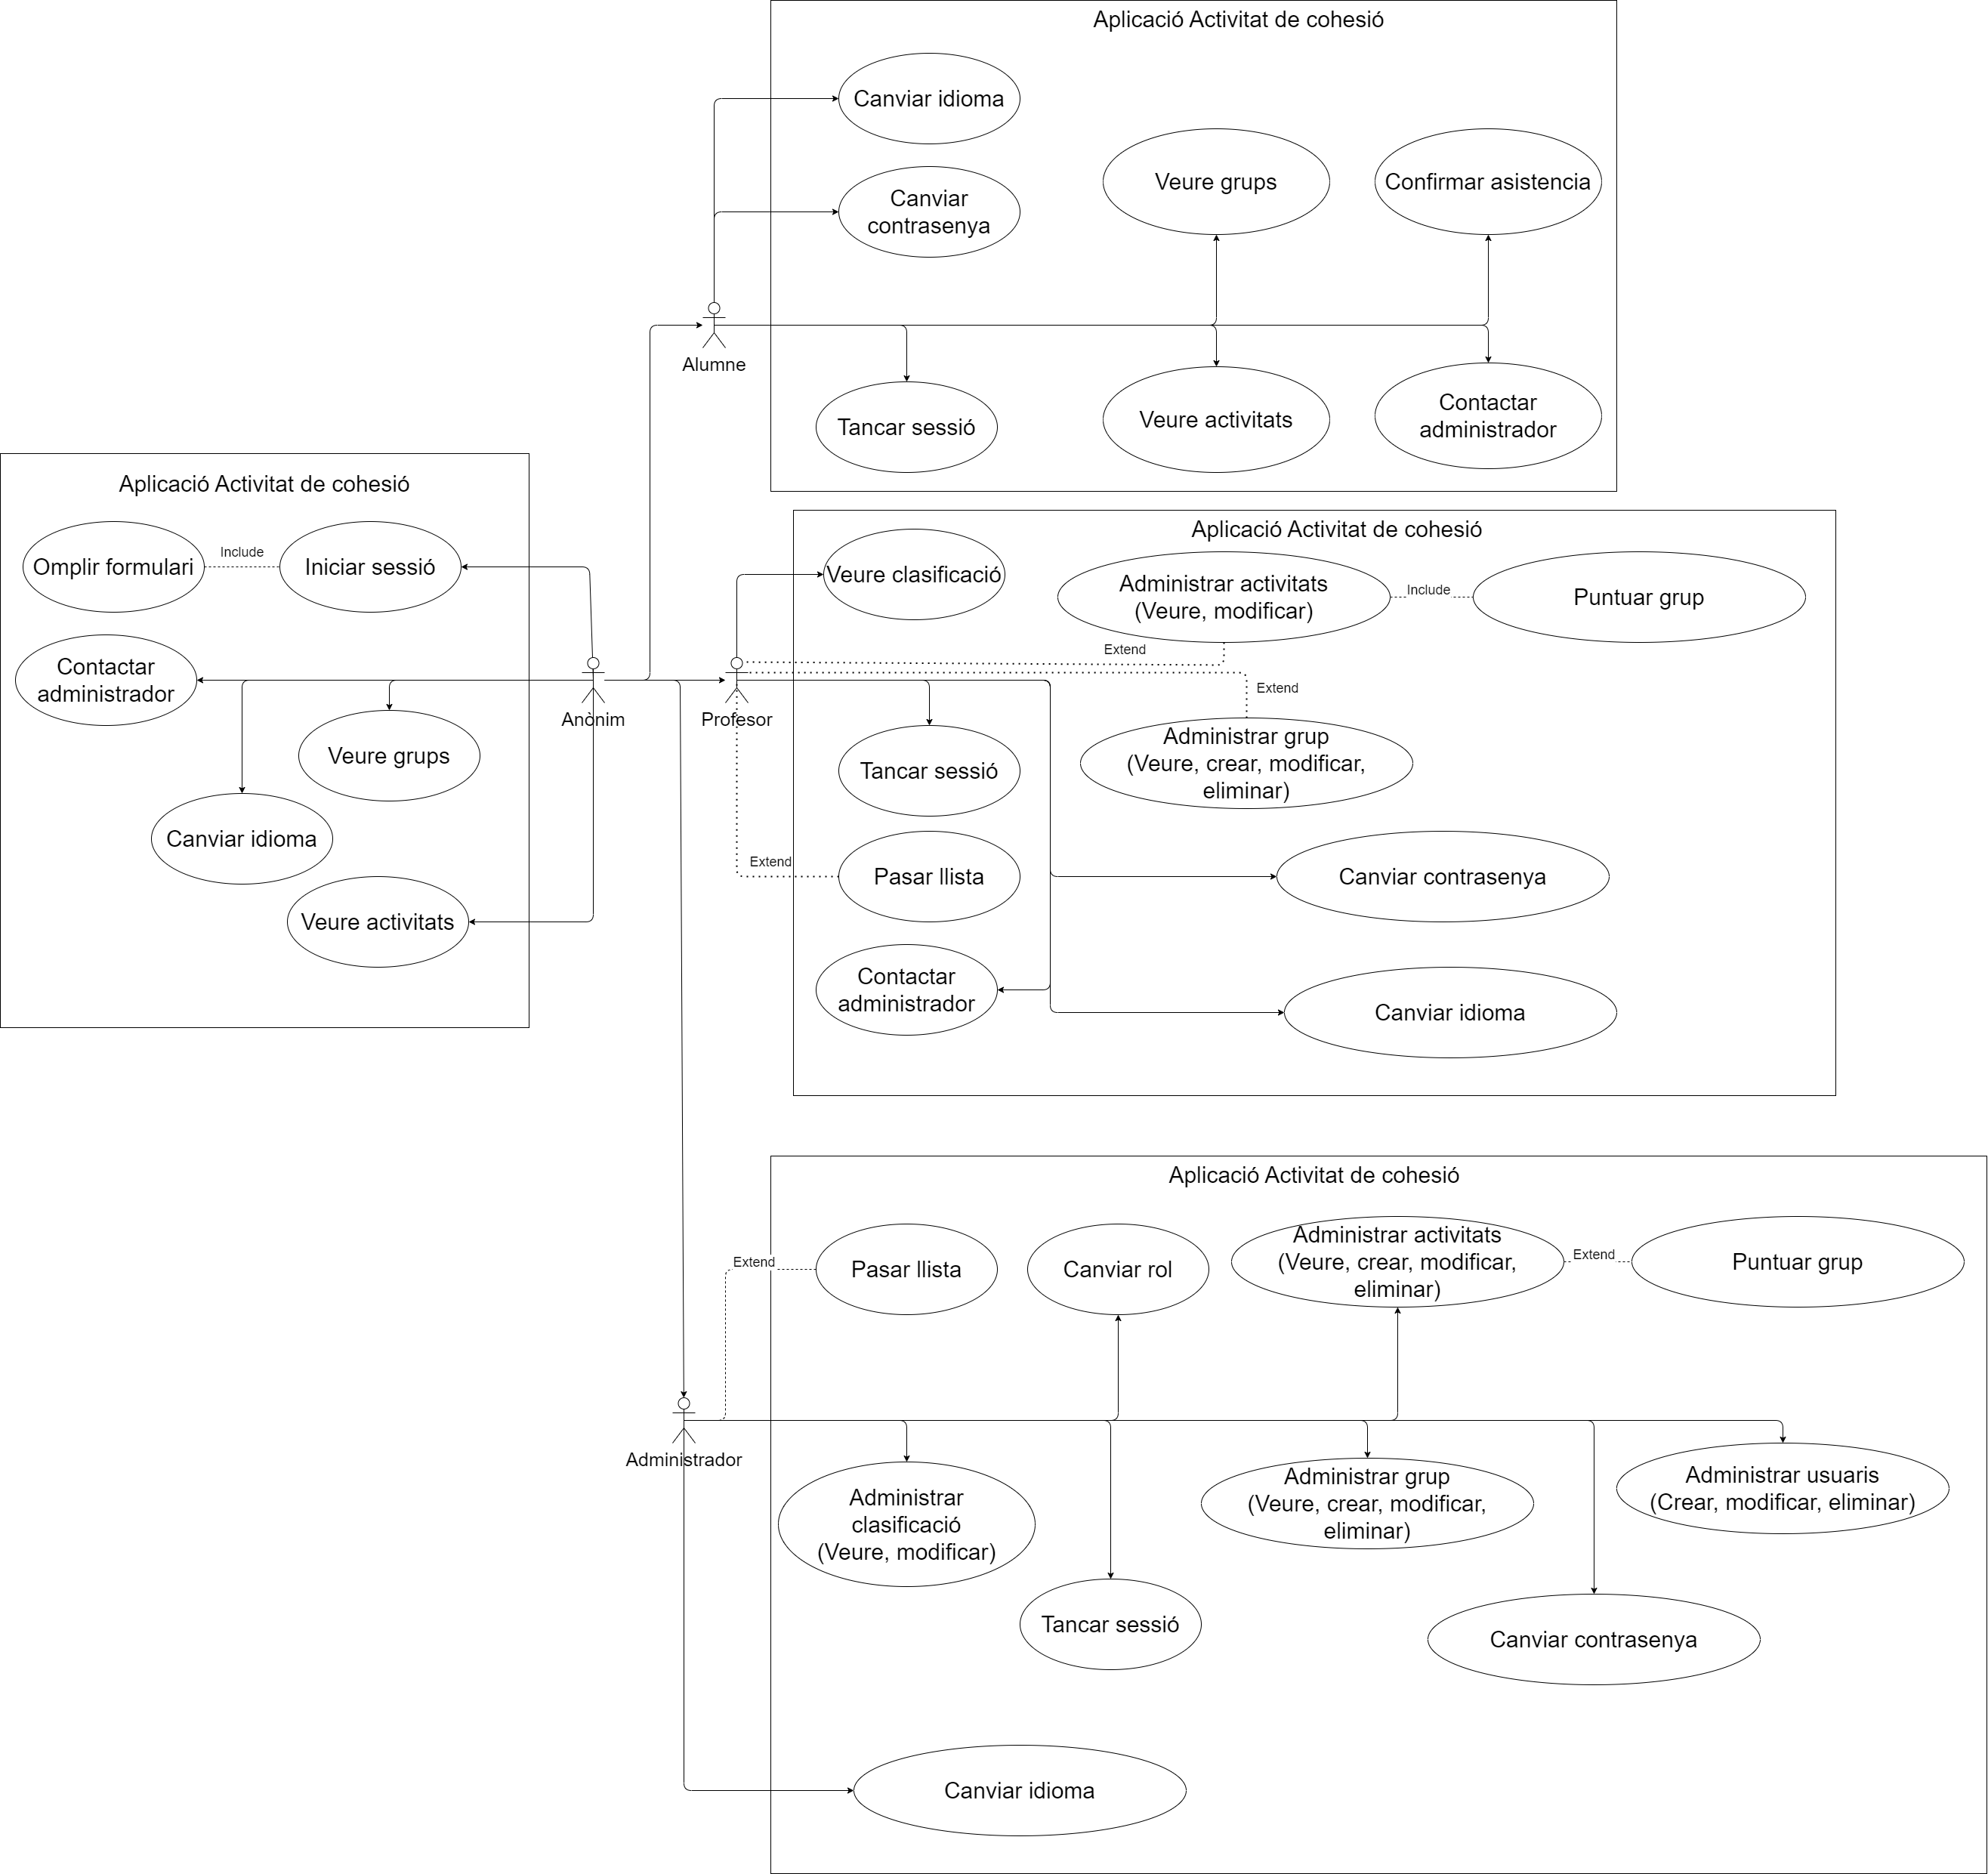 Aplicació Activitat de cohesió
Canviar idioma
Canviar
contrasenya
Veure grups
Confirmar asistencia
Alumne
Tancar sessió
Veure activitats
Contactar
administrador
Aplicació Activitat de cohesió
Omplir formulari
Include
Iniciar sessió
Contactar
administrador
Veure grups
Canviar idioma
Veure activitats
Anònim
Aplicació Activitat de cohesió
Veure clasificació
Administrar activitats
(Veure, modificar)
Include
Puntuar grup
Extend
Extend
Profesor
Administrar grup
(Veure, crear, modificar,
eliminar)
Tancar sessió
Extend
Pasar llista
Canviar contrasenya
Contactar
administrador
Canviar idioma
Aplicació Activitat de cohesió
Extend
Pasar llista
Canviar rol
Administrar activitats
(Veure, crear, modificar,
eliminar)
Extend
Puntuar grup
Administrador
Administrar
clasificació
(Veure, modificar)
Administrar grup
(Veure, crear, modificar,
eliminar)
Administrar usuaris
(Crear, modificar, eliminar)
Tancar sessió
Canviar contrasenya
Canviar idioma